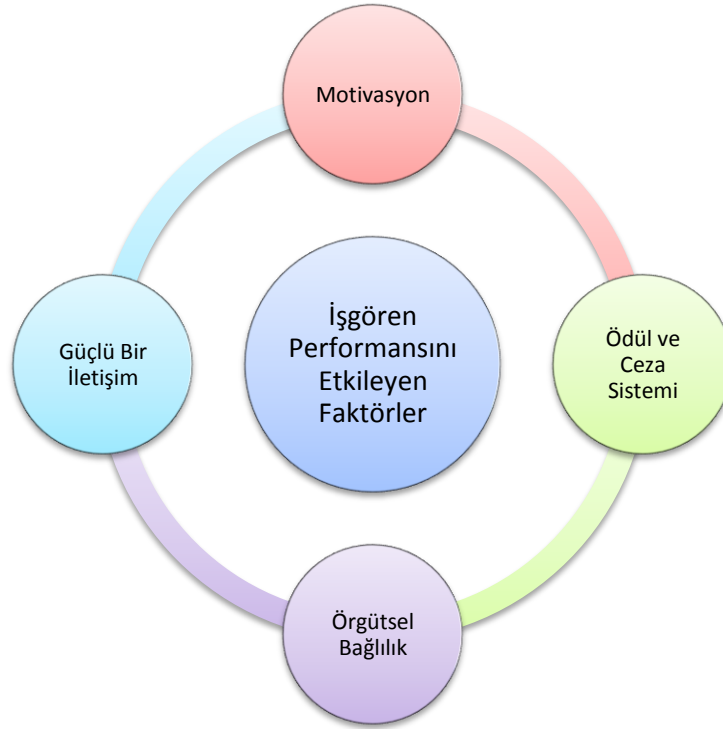 Motivasyon
Güçlü Bir
İletişim
İşgören
Performansını
Etkileyen
Faktörler
Ödül ve
Ceza
Sistemi
Örgütsel
Bağlılık